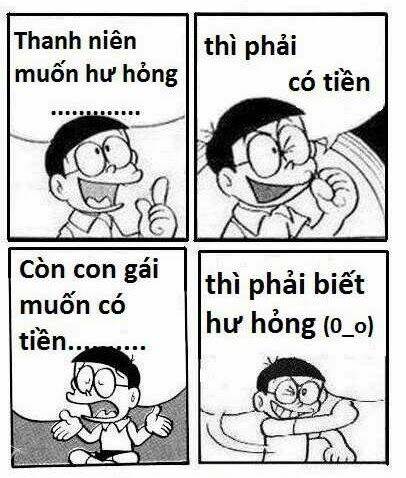 Thanh niên
muốn hư hỏng
.............
thì phải
có tiền
Còn con gái
muốn có
tiền..........
thì phải biết
hư hỏng (0_o)